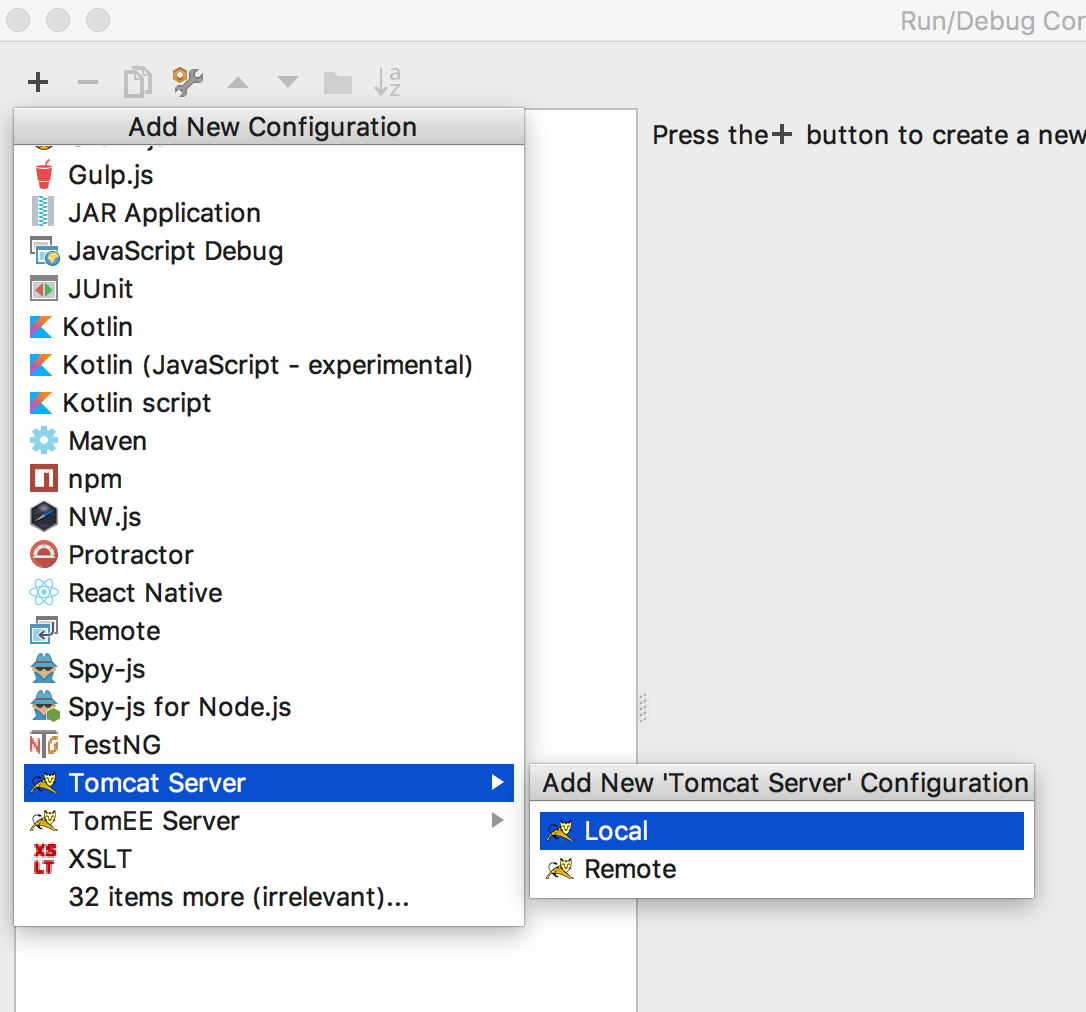 Run/Debug Con
Add New Configuration
Press the + button to create a new
Gulp.js
JAR Application
JavaScript Debug
JUnit
Kotlin
Kotlin (JavaScript - experimental)
Kotlin script
Maven
npm
NW.js
Protractor
React Native
Remote
Spy-js
Spy-js for Node.js
TestNG
Tomcat Server
Add New 'Tomcat Server' Configuration
Local
TomEE Server
Remote
XSLT
32 items more (irrelevant)...